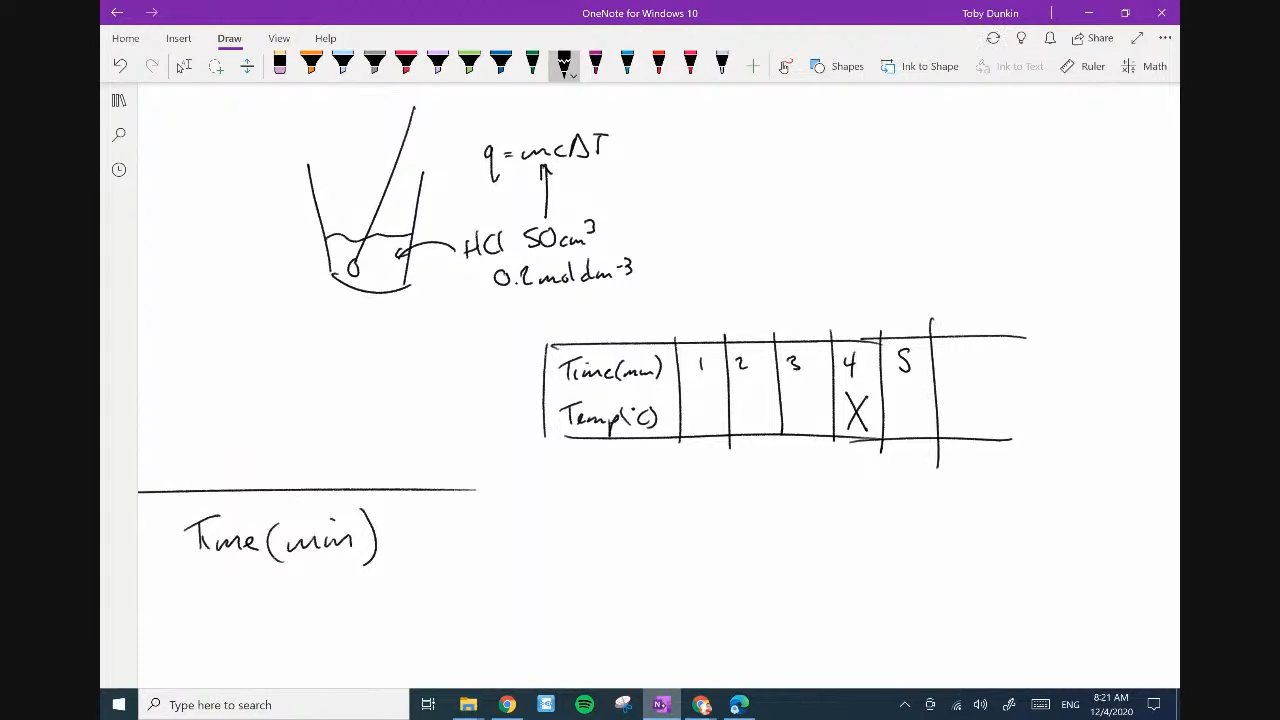 OneNote for Windows 10
Toby Dunkin
Home Insert Draw View Help
Share
Shapes Ink to Shape Ink to Text Ruler Math
q = mcΔT
HCl 50cm³
0.2 mol dm⁻³
Time(min) 1 2 3 4 5
Temp(°C) X
Time (min)
Type here to search
ENG
8:21 AM
12/4/2020